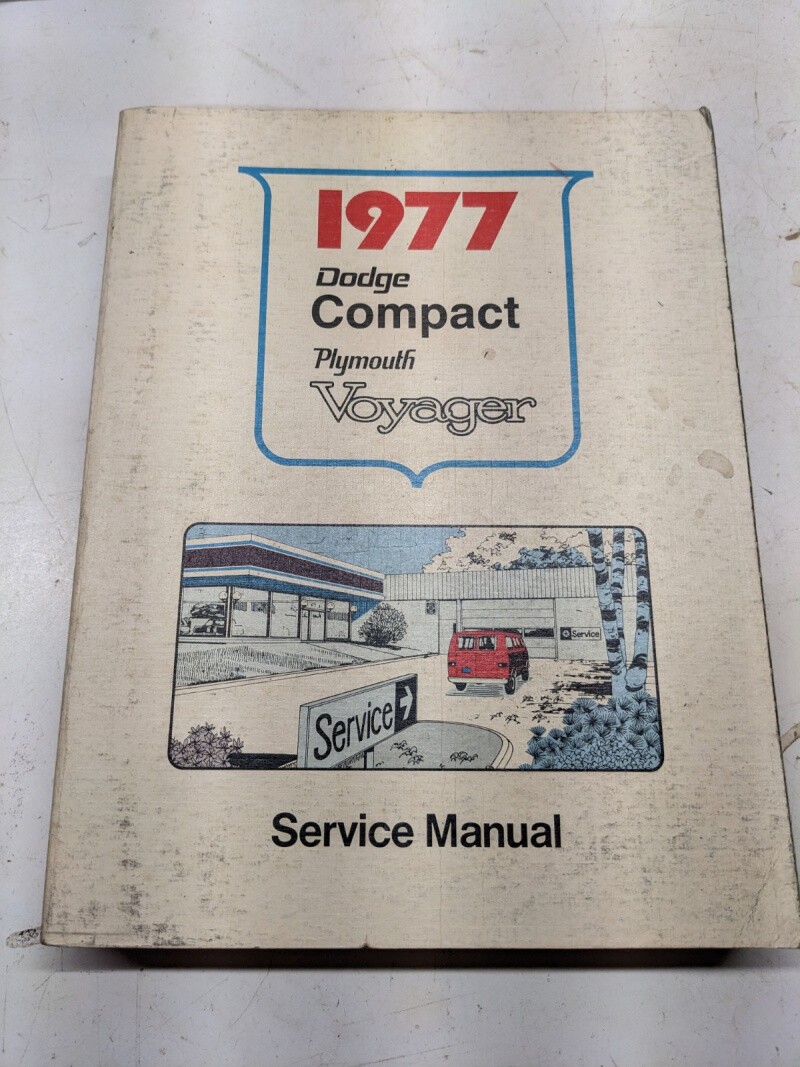 1977
Dodge
Compact
Plymouth
Voyager
Service
Service
Service Manual